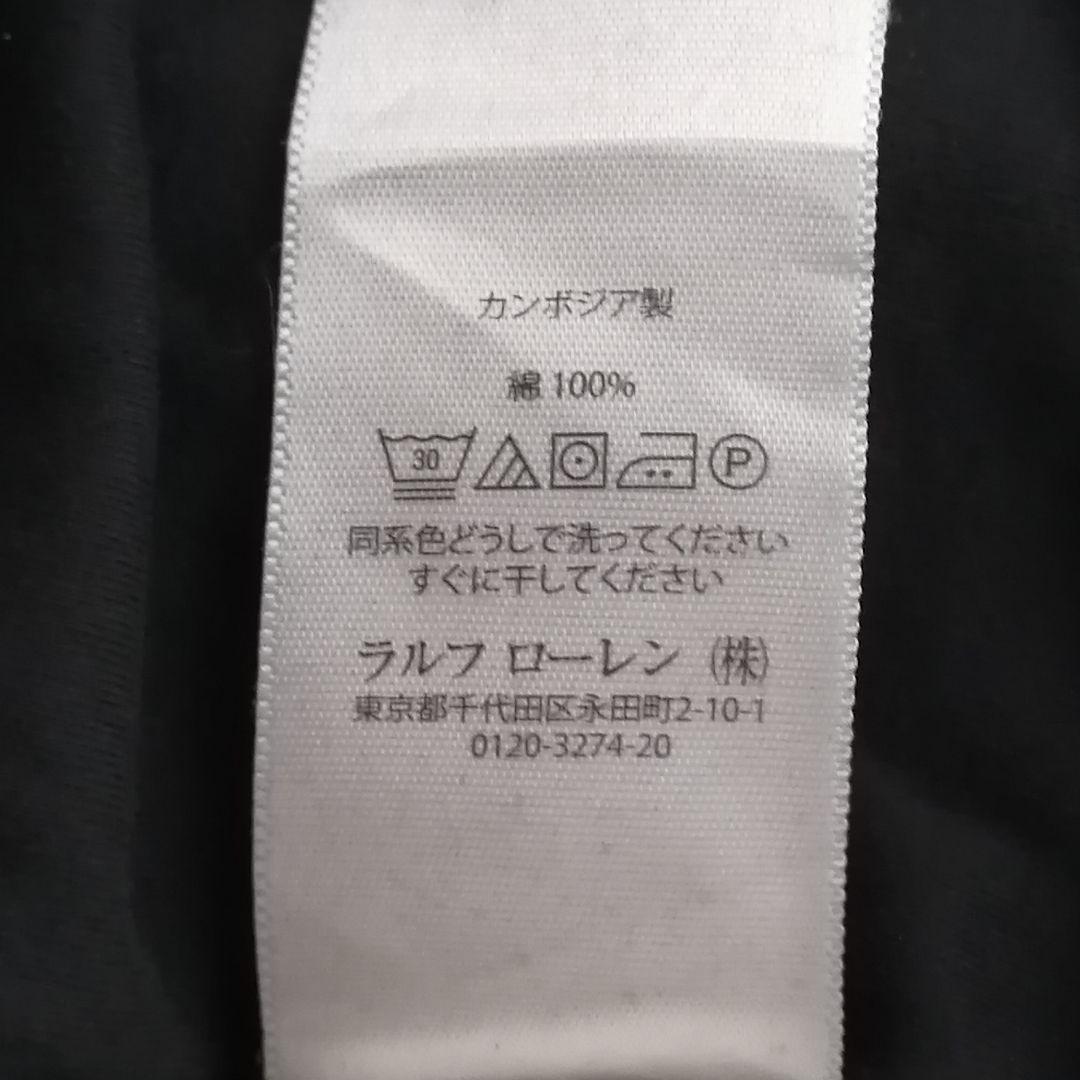 カンボジア製
綿 100%
30
P
同系色どうしで洗ってください
すぐに干してください
ラルフ ローレン (株)
東京都千代田区永田町2-10-1
0120-3274-20